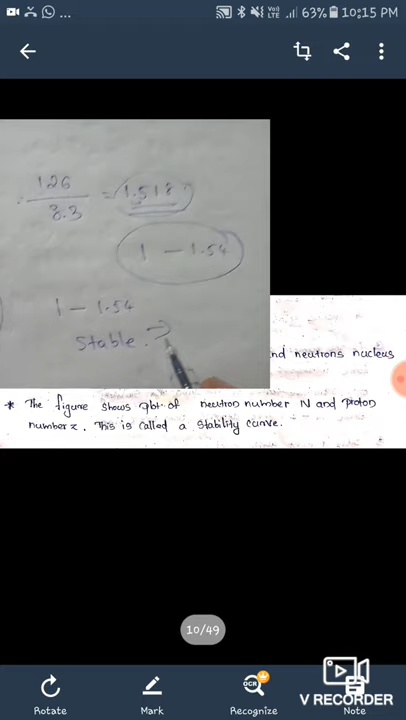 63% 10:15 PM
126
8.3
= 1.518
1 — 1.54
1 — 1.54
Stable.
nd neutrons nucleus
* The figure shows plot of neutron number N and proton
number z. This is called a stability curve.
10/49
Rotate
Mark
OCR
Recognize
Note
V RECORDER